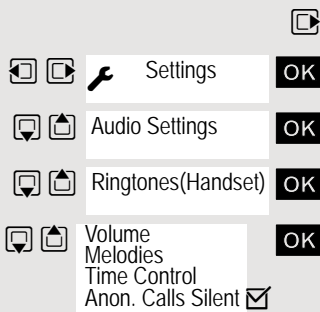 Settings OK
Audio Settings OK
Ringtones(Handset) OK
Volume OK
Melodies
Time Control
Anon. Calls Silent